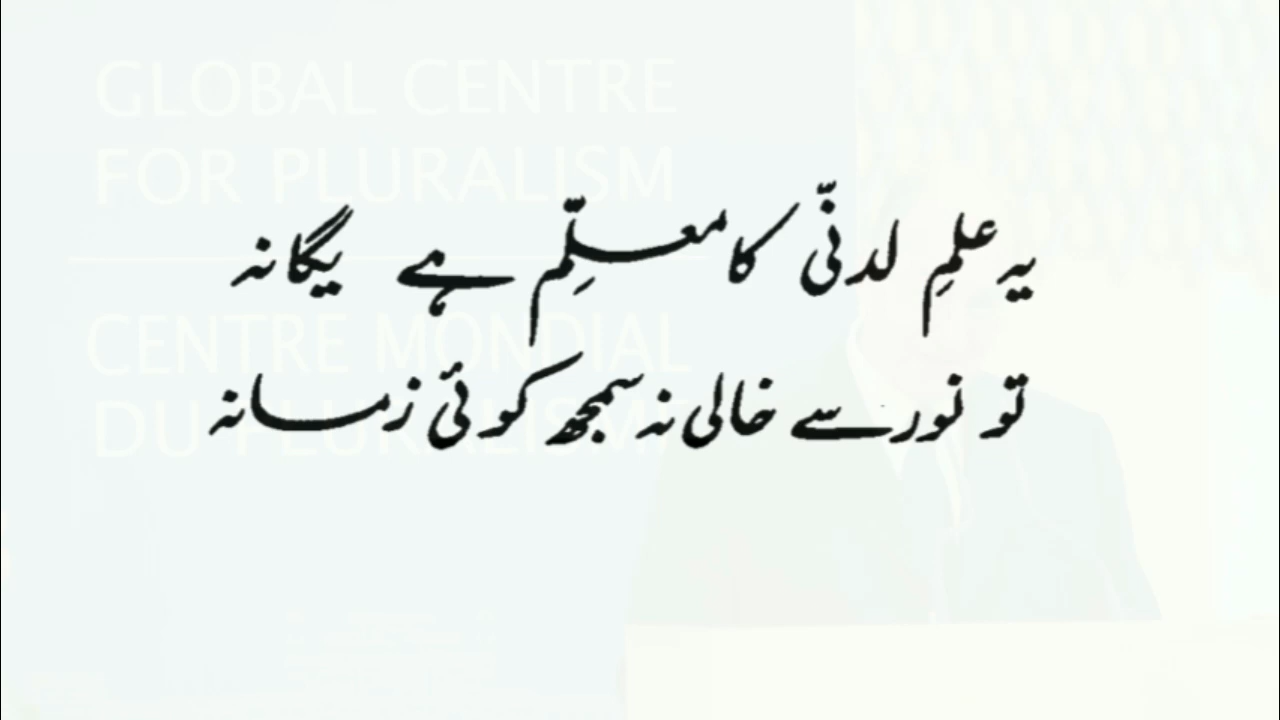 GLOBAL CENTRE
FOR PLURALISM
یہ علمِ لدنّی کا معلِّم ہے یگانہ
CENTRE MONDIAL
تو نور سے خالی نہ سمجھ کوئی زمانہ
DU PLURALISME